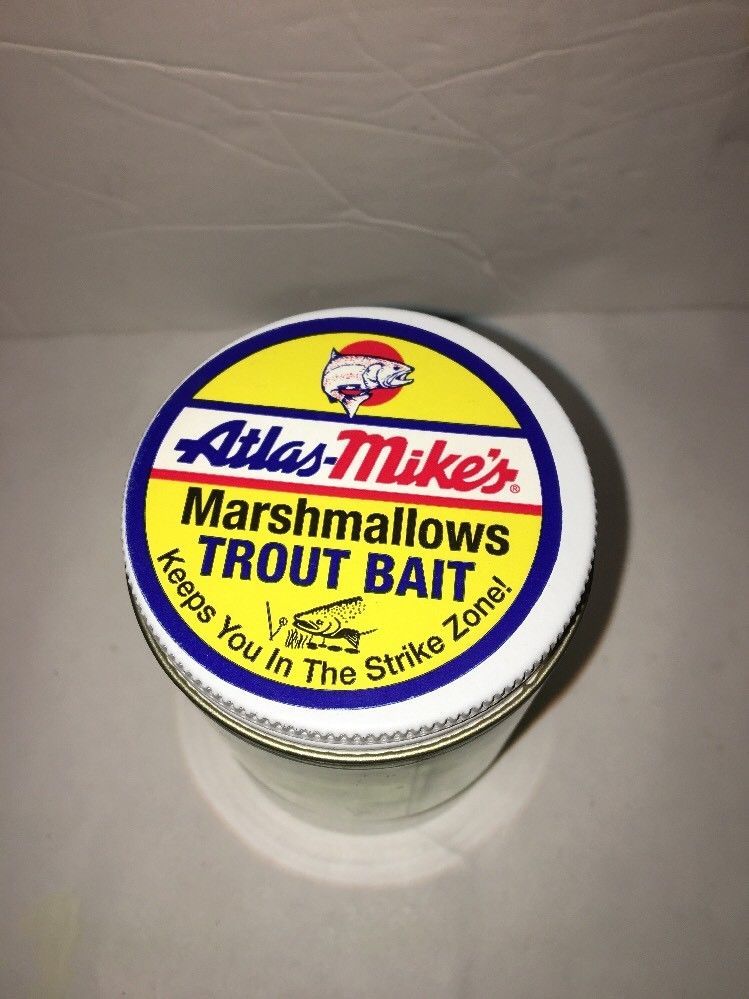 Atlas-Mike's®
Marshmallows
TROUT BAIT
Keeps You In The Strike Zone!